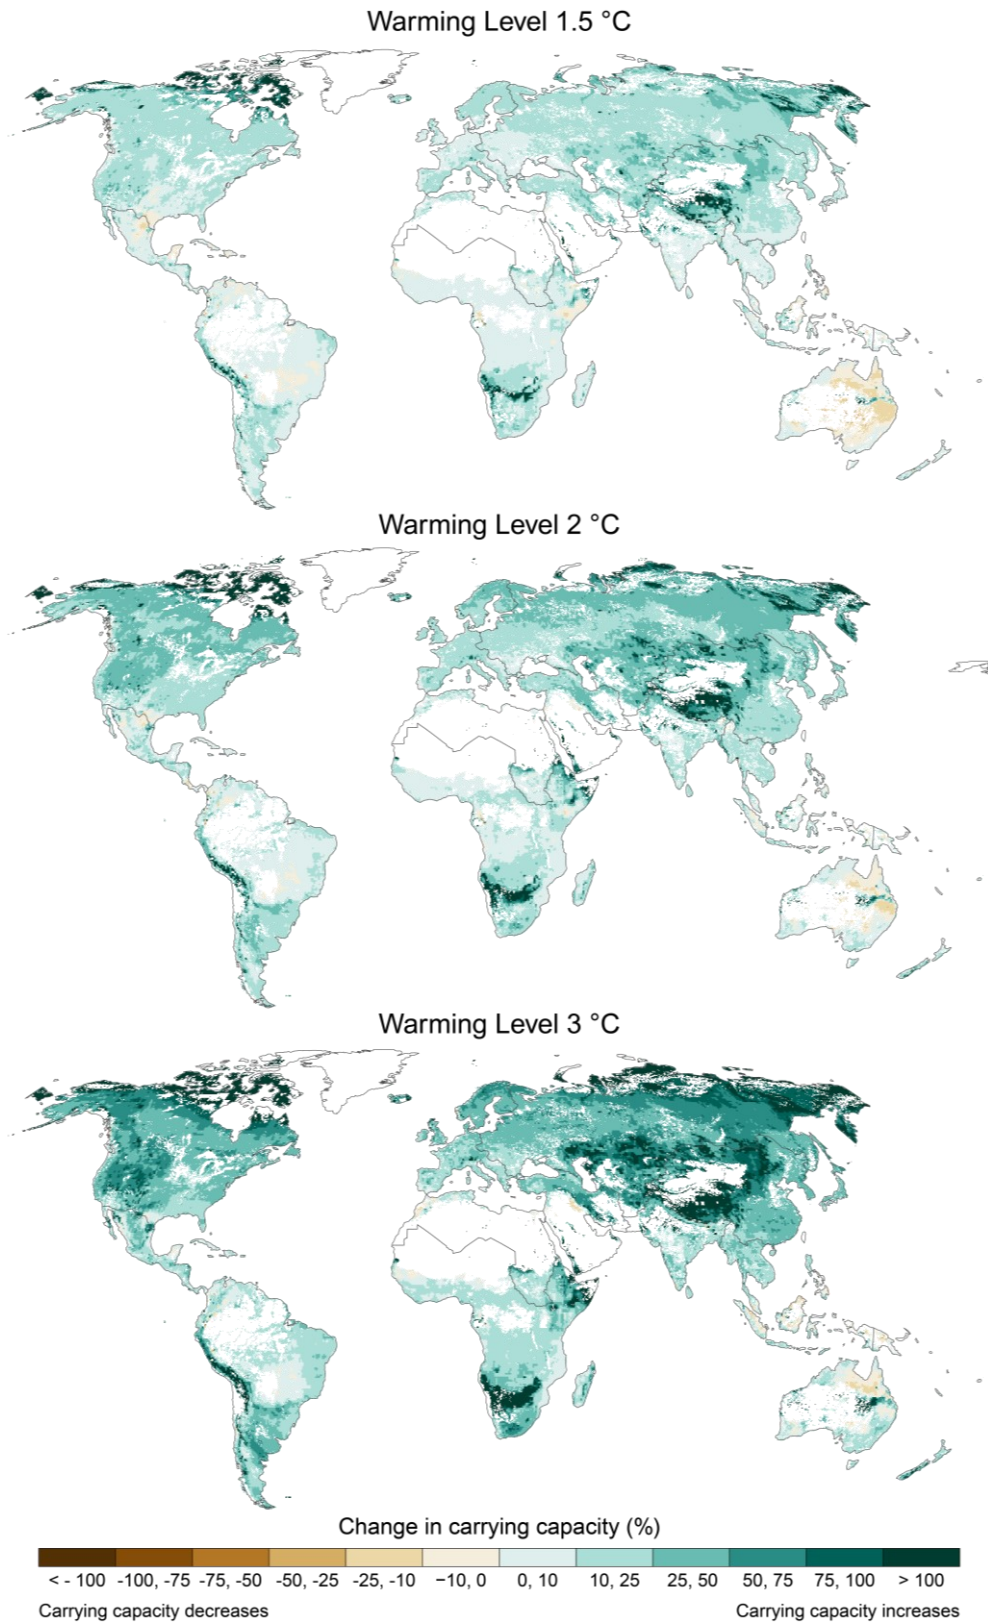 Warming Level 1.5 °C
Warming Level 2 °C
Warming Level 3 °C
Change in carrying capacity (%)
< - 100 -100, -75 -75, -50 -50, -25 -25, -10 −10, 0 0, 10 10, 25 25, 50 50, 75 75, 100 > 100
Carrying capacity decreases Carrying capacity increases